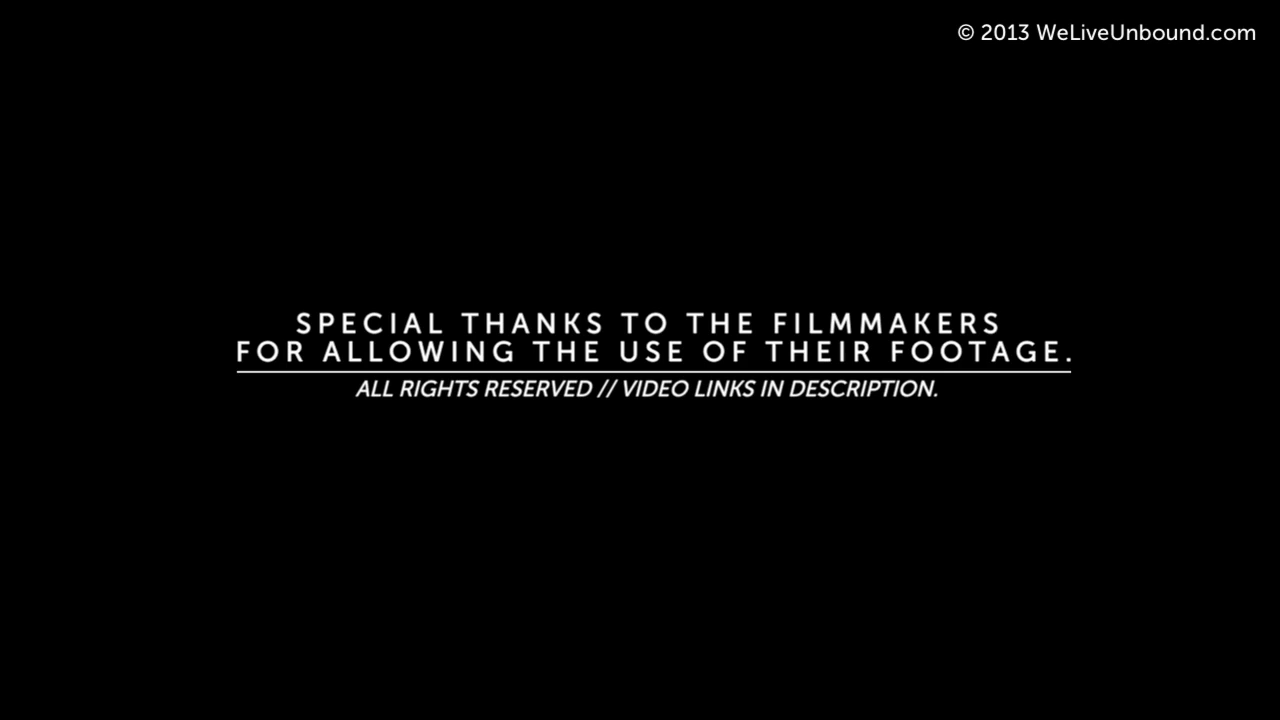 © 2013 WeLiveUnbound.com
SPECIAL THANKS TO THE FILMMAKERS
FOR ALLOWING THE USE OF THEIR FOOTAGE.
ALL RIGHTS RESERVED // VIDEO LINKS IN DESCRIPTION.